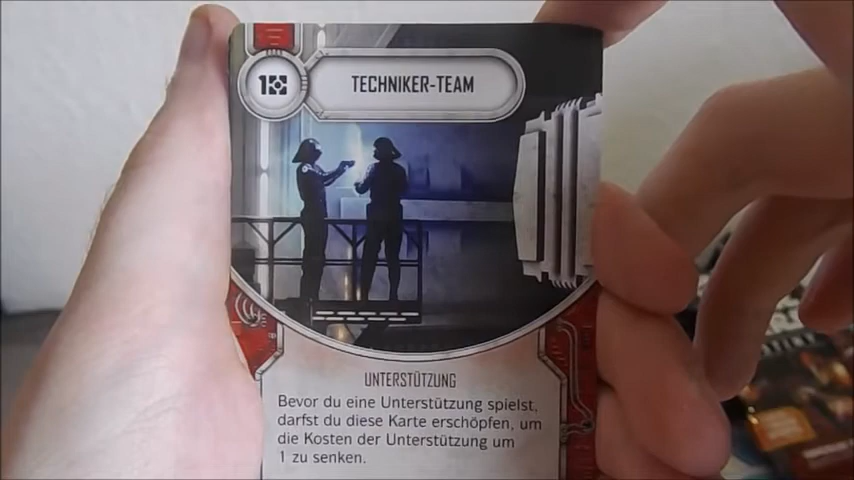 1
TECHNIKER-TEAM
UNTERSTÜTZUNG
Bevor du eine Unterstützung spielst,
darfst du diese Karte erschöpfen, um
die Kosten der Unterstützung um
1 zu senken.